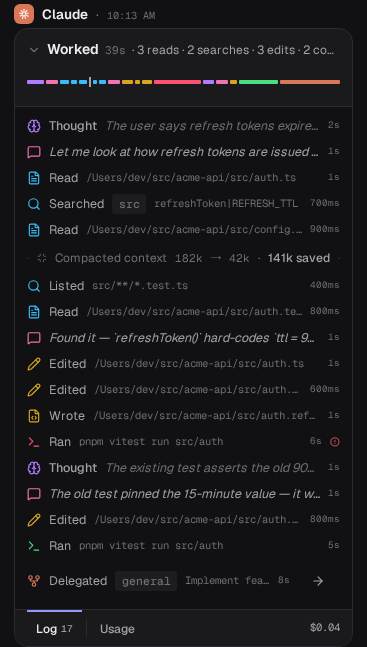 Claude · 10:13 AM
Worked 39s · 3 reads · 2 searches · 3 edits · 2 co…
Thought The user says refresh tokens expire… 2s
Let me look at how refresh tokens are issued … 1s
Read /Users/dev/src/acme-api/src/auth.ts 1s
Searched src refreshToken|REFRESH_TTL 700ms
Read /Users/dev/src/acme-api/src/config.… 900ms
Compacted context 182k → 42k · 141k saved ·
Listed src/**/*.test.ts 400ms
Read /Users/dev/src/acme-api/src/auth.te… 800ms
Found it — `refreshToken()` hard-codes `ttl = 9… 1s
Edited /Users/dev/src/acme-api/src/auth.ts 1s
Edited /Users/dev/src/acme-api/src/auth.… 600ms
Wrote /Users/dev/src/acme-api/src/auth.ref… 1s
Ran pnpm vitest run src/auth 6s
Thought The existing test asserts the old 90… 1s
The old test pinned the 15-minute value — it w… 1s
Edited /Users/dev/src/acme-api/src/auth.… 800ms
Ran pnpm vitest run src/auth 5s
Delegated general Implement fea… 8s →
Log 17 Usage $0.04